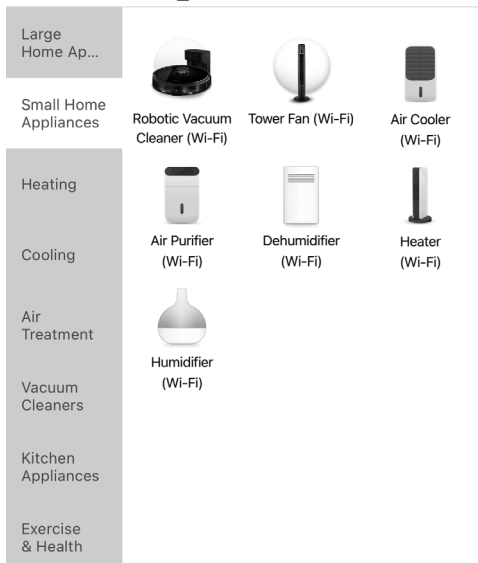 Large
Home Ap...
Small Home
Appliances
Heating
Cooling
Air
Treatment
Vacuum
Cleaners
Kitchen
Appliances
Exercise
& Health
Robotic Vacuum
Cleaner (Wi-Fi)
Tower Fan (Wi-Fi)
Air Cooler
(Wi-Fi)
Air Purifier
(Wi-Fi)
Dehumidifier
(Wi-Fi)
Heater
(Wi-Fi)
Humidifier
(Wi-Fi)